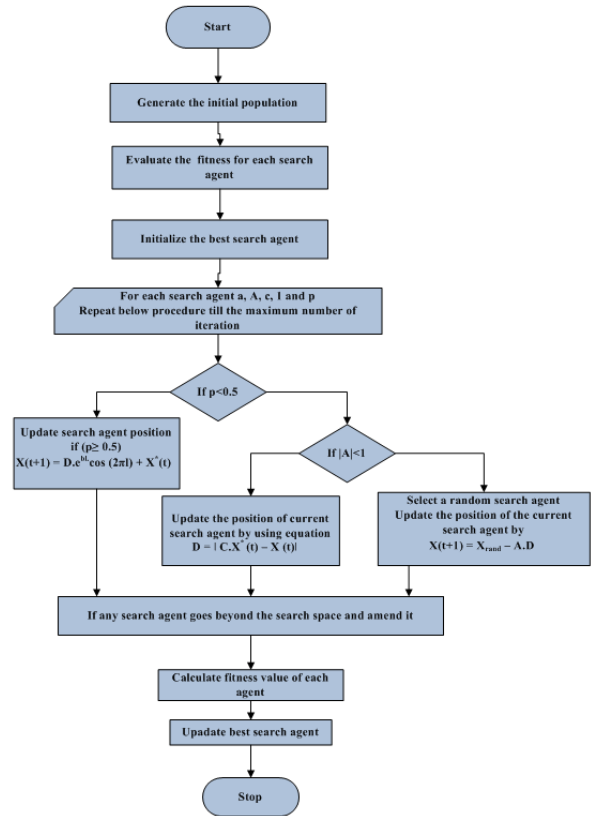 Start
Generate the initial population
Evaluate the fitness for each search
agent
Initialize the best search agent
For each search agent a, A, c, 1 and p
Repeat below procedure till the maximum number of
iteration
If p<0.5
Update search agent position
if (p≥ 0.5)
X(t+1) = D.e^bL cos (2πl) + X^*(t)
If |A|<1
Update the position of current
search agent by using equation
D = | C.X^*(t) – X (t)|
Select a random search agent
Update the position of the current
search agent by
X(t+1) = X_rand – A.D
If any search agent goes beyond the search space and amend it
Calculate fitness value of each
agent
Upadate best search agent
Stop